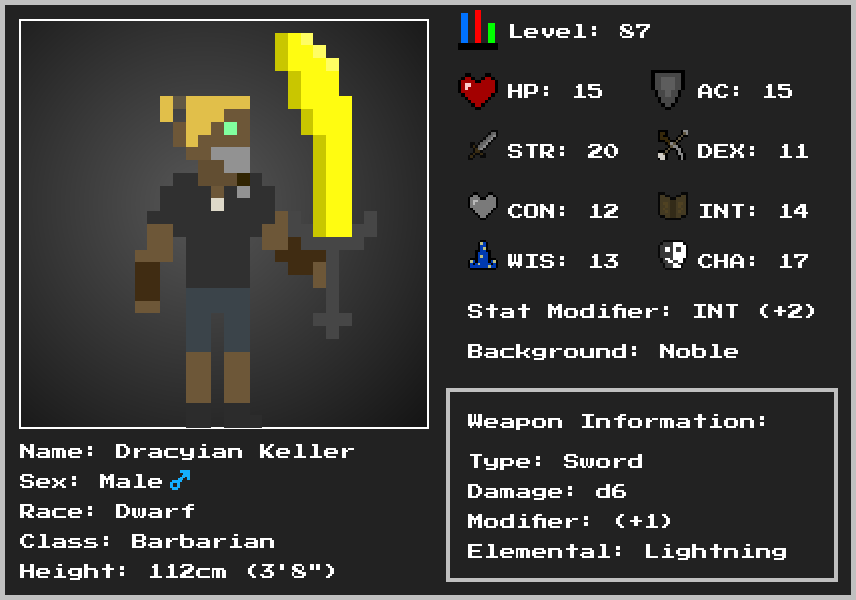 Level: 87
HP: 15 AC: 15
STR: 20 DEX: 11
CON: 12 INT: 14
WIS: 13 CHA: 17
Stat Modifier: INT (+2)
Background: Noble
Weapon Information:
Type: Sword
Damage: d6
Modifier: (+1)
Elemental: Lightning
Name: Dracyian Keller
Sex: Male♂
Race: Dwarf
Class: Barbarian
Height: 112cm (3'8")